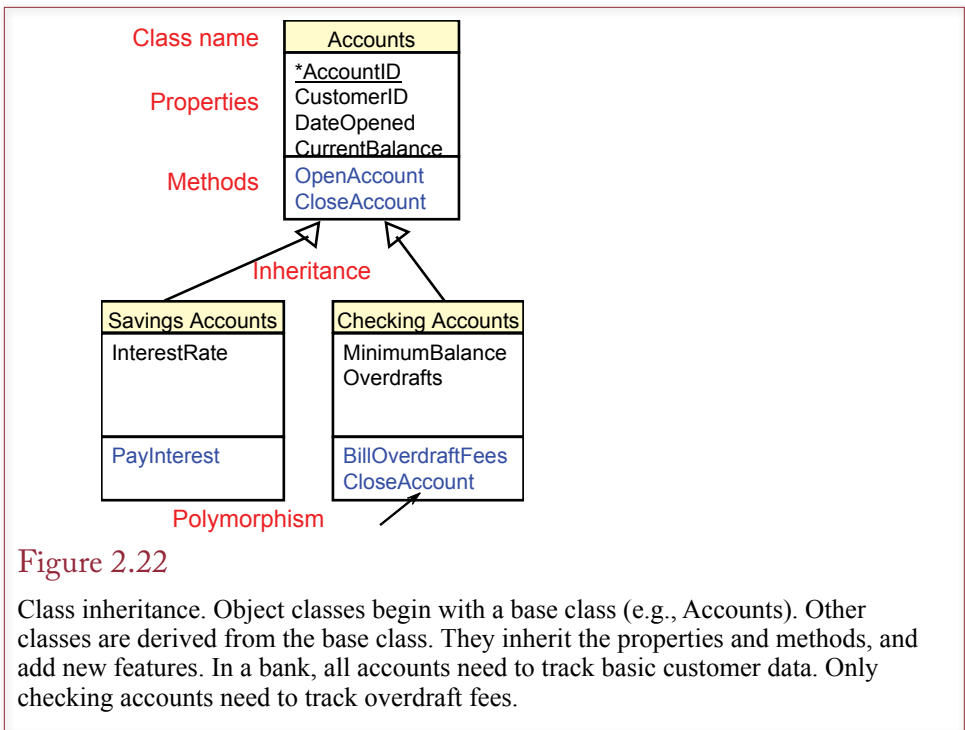 Class name
Accounts
Properties
*AccountID
CustomerID
DateOpened
CurrentBalance
Methods
OpenAccount
CloseAccount
Inheritance
Savings Accounts
InterestRate
PayInterest
Checking Accounts
MinimumBalance
Overdrafts
BillOverdraftFees
CloseAccount
Polymorphism
Figure 2.22
Class inheritance. Object classes begin with a base class (e.g., Accounts). Other
classes are derived from the base class. They inherit the properties and methods, and
add new features. In a bank, all accounts need to track basic customer data. Only
checking accounts need to track overdraft fees.